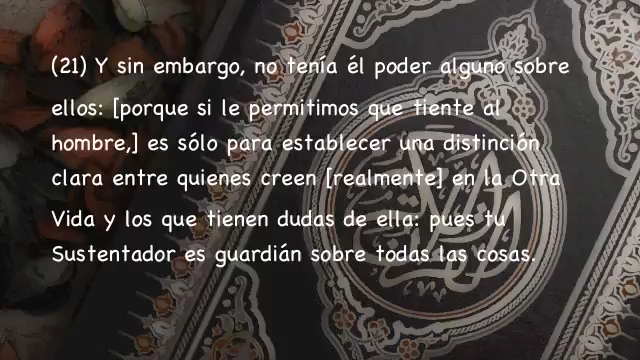 (21) Y sin embargo, no tenía él poder alguno sobre
ellos: [porque si le permitimos que tiente al
hombre,] es sólo para establecer una distinción
clara entre quienes creen [realmente] en la Otra
Vida y los que tienen dudas de ella: pues tu
Sustentador es guardián sobre todas las cosas.